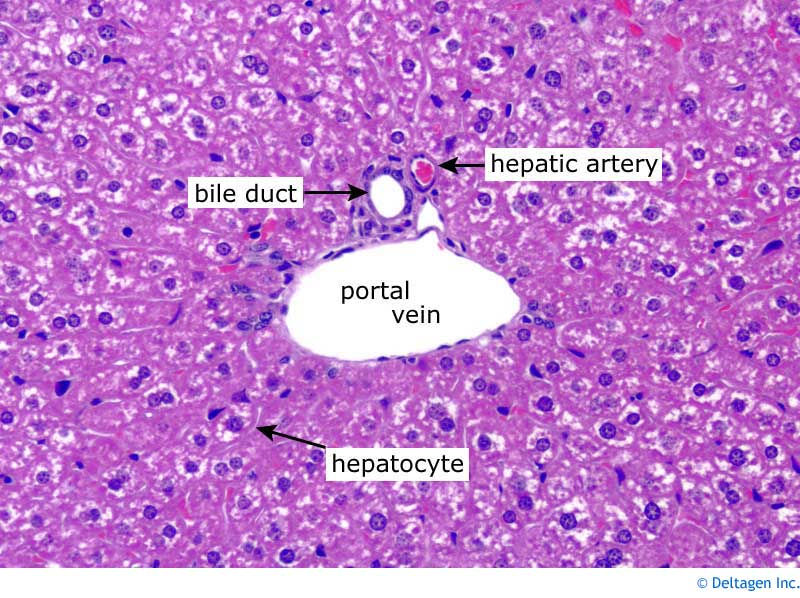 hepatic artery
bile duct
portal
vein
hepatocyte
© Deltagen Inc.